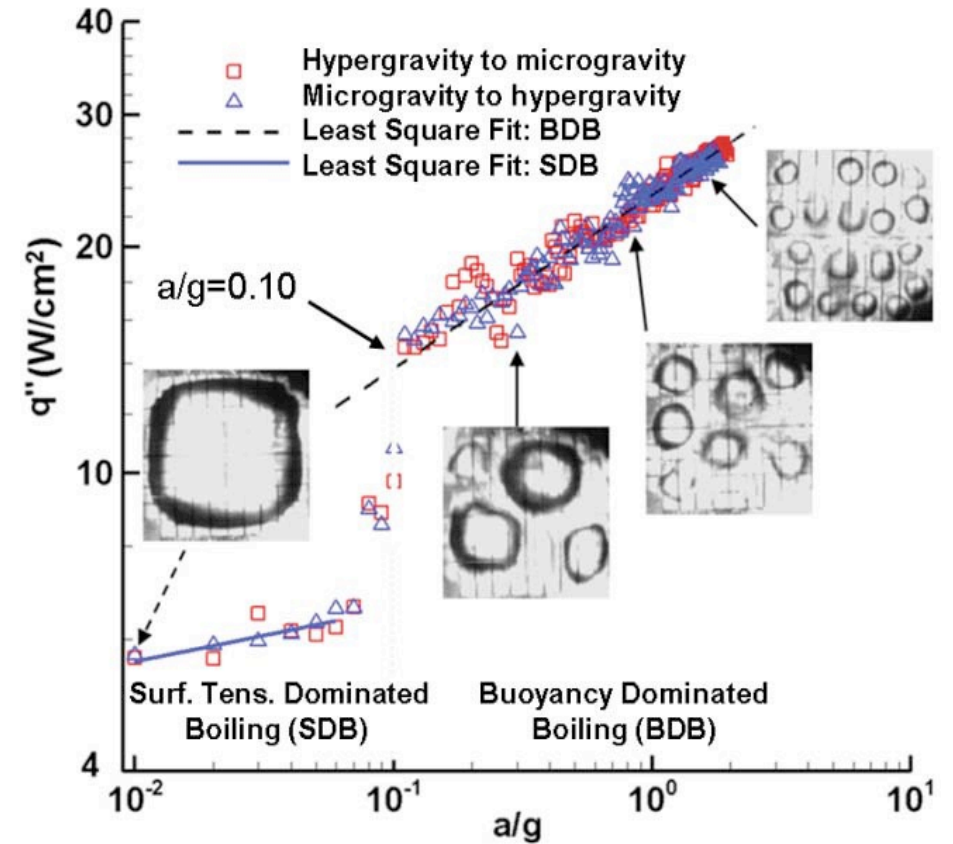 40
Hypergravity to microgravity
Microgravity to hypergravity
30
Least Square Fit: BDB
Least Square Fit: SDB
20
a/g=0.10
q" (W/cm²)
10
Surf. Tens. Dominated
Boiling (SDB)
Buoyancy Dominated
Boiling (BDB)
4
10⁻²
10⁻¹
10⁰
10¹
a/g